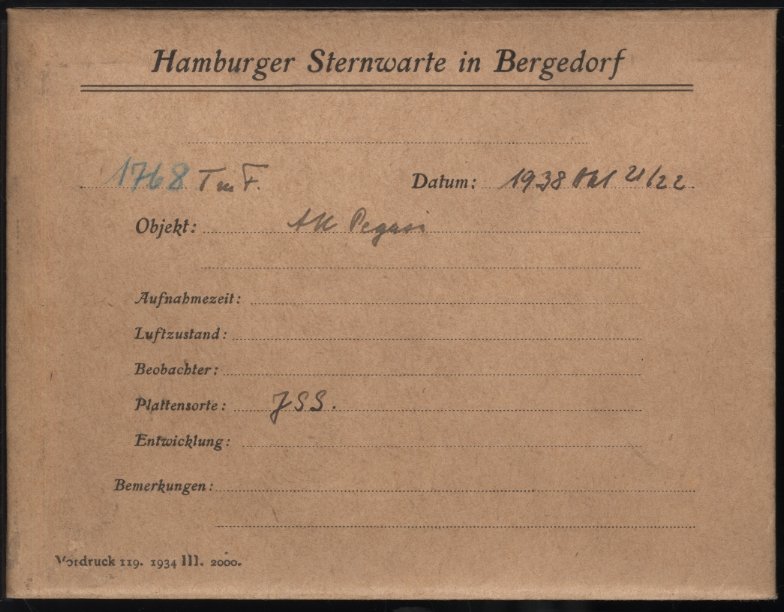 Hamburger Sternwarte in Bergedorf
1768 T m F. Datum: 1938 Okt 21/22
Objekt: Pegasi
Aufnahmezeit:
Luftzustand:
Beobachter:
Plattensorte: JSS.
Entwicklung:
Bemerkungen:
Vordruck 119. 1934 III. 2000.